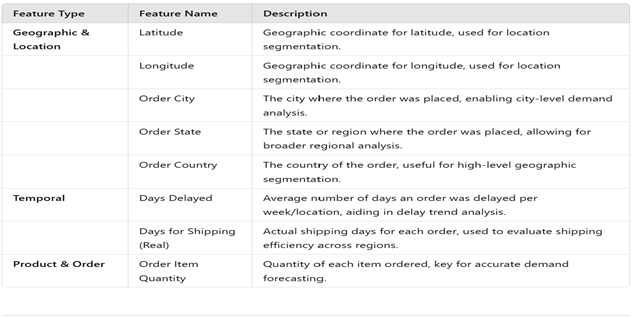 Feature Type Feature Name Description
Geographic & Latitude Geographic coordinate for latitude, used for location
Location segmentation.
Longitude Geographic coordinate for longitude, used for location
segmentation.
Order City The city where the order was placed, enabling city-level demand
analysis.
Order State The state or region where the order was placed, allowing for
broader regional analysis.
Order Country The country of the order, useful for high-level geographic
segmentation.
Temporal Days Delayed Average number of days an order was delayed per
week/location, aiding in delay trend analysis.
Days for Shipping Actual shipping days for each order, used to evaluate shipping
(Real) efficiency across regions.
Product & Order Order Item Quantity of each item ordered, key for accurate demand
Quantity forecasting.